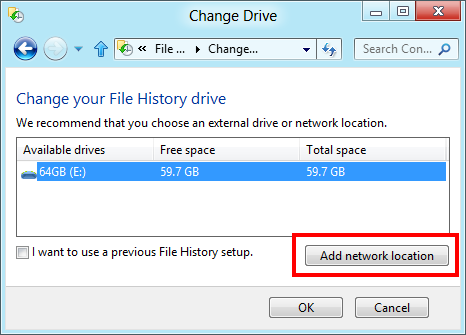 Change Drive
« File ... Change... Search Con...
Change your File History drive
We recommend that you choose an external drive or network location.
Available drives Free space Total space
64GB (E:) 59.7 GB 59.7 GB
I want to use a previous File History setup.
Add network location
OK Cancel